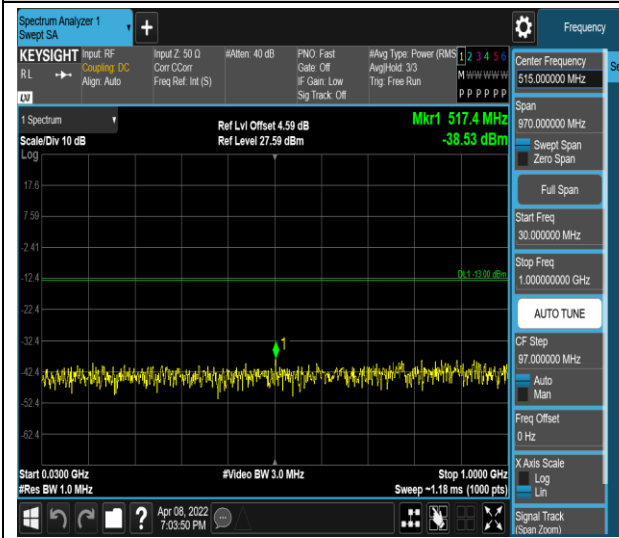 Spectrum Analyzer 1
Swept SA
+
Frequency
KEYSIGHT
RL
Input: RF
Coupling: DC
Align: Auto
Input Z: 50 Ω
Corr CCorr
Freq Ref: Int (S)
#Atten: 40 dB
PNO: Fast
Gate: Off
IF Gain: Low
Sig Track: Off
#Avg Type: Power (RMS
Avg|Hold: 3/3
Trig: Free Run
1 2 3 4 5 6
M W W W W W
P P P P P P
LXI
1 Spectrum
Scale/Div 10 dB
Log
Ref Lvl Offset 4.59 dB
Ref Level 27.59 dBm
Mkr1 517.4 MHz
-38.53 dBm
17.6
7.59
-2.41
-12.4
-22.4
-32.4
-42.4
-52.4
-62.4
DL1 -13.00 dBm
1
Start 0.0300 GHz
#Res BW 1.0 MHz
#Video BW 3.0 MHz
Stop 1.0000 GHz
Sweep ~1.18 ms (1000 pts)
?
Apr 08, 2022
7:03:50 PM
Center Frequency
515.000000 MHz
Se
Span
970.000000 MHz
Swept Span
Zero Span
Full Span
Start Freq
30.000000 MHz
Stop Freq
1.000000000 GHz
AUTO TUNE
CF Step
97.000000 MHz
Auto
Man
Freq Offset
0 Hz
X Axis Scale
Log
Lin
Signal Track
(Span Zoom)